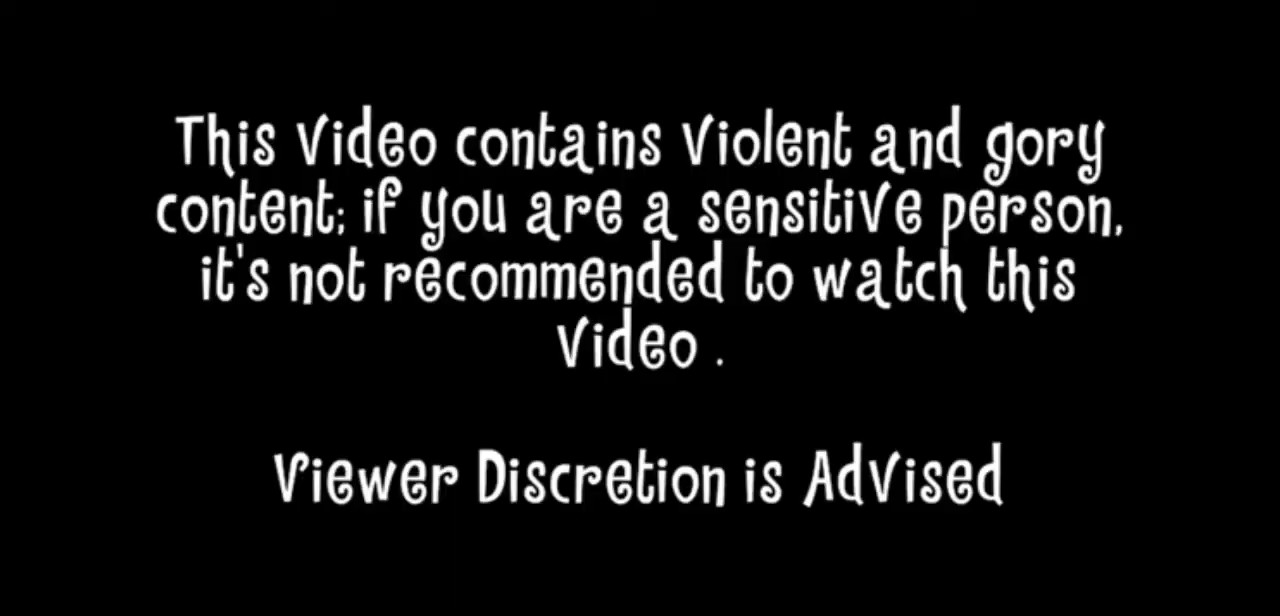 This video contains violent and gory
content; if you are a sensitive person,
it's not recommended to watch this
video .
Viewer Discretion is Advised